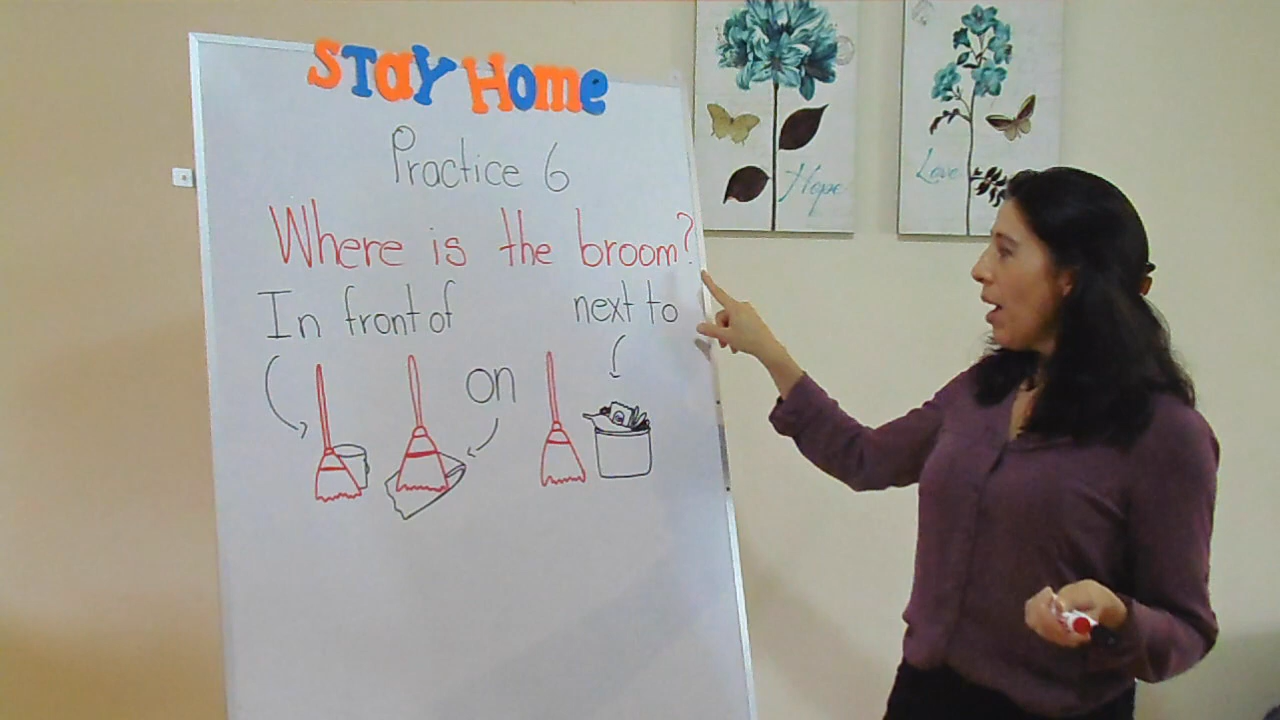 STay Home
Practice 6
Where is the broom?
In front of
next to
on
Hope
Love